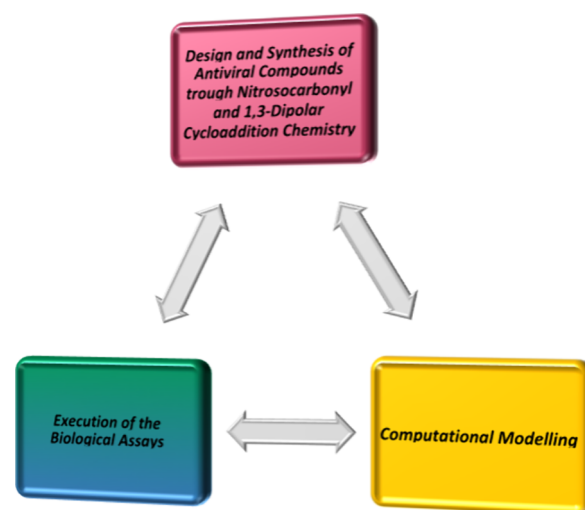 Design and Synthesis of
Antiviral Compounds
trough Nitrosocarbonyl
and 1,3-Dipolar
Cycloaddition Chemistry
Execution of the
Biological Assays
Computational Modelling